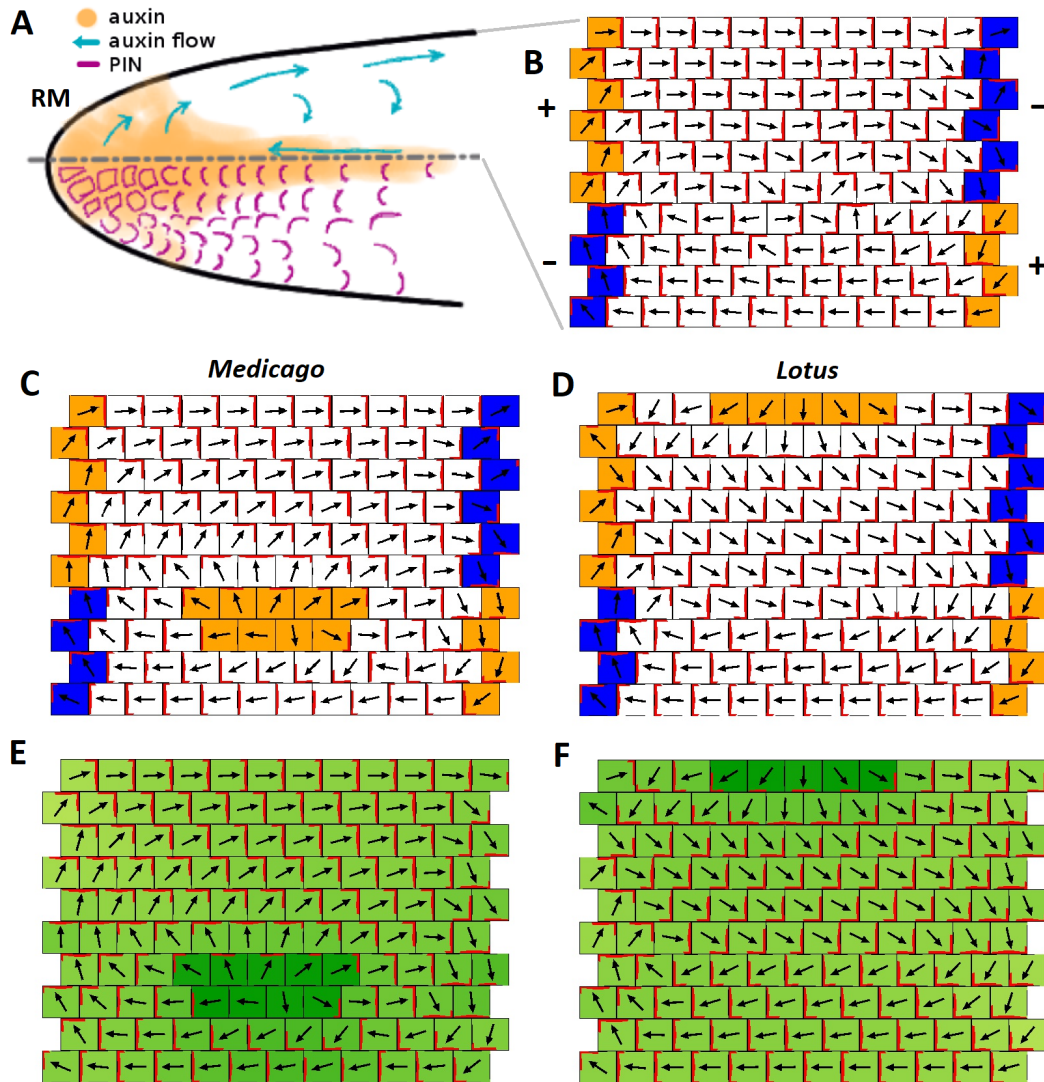 A
auxin
auxin flow
PIN
RM
B
+
−
-
+
C
Medicago
D
Lotus
E
F